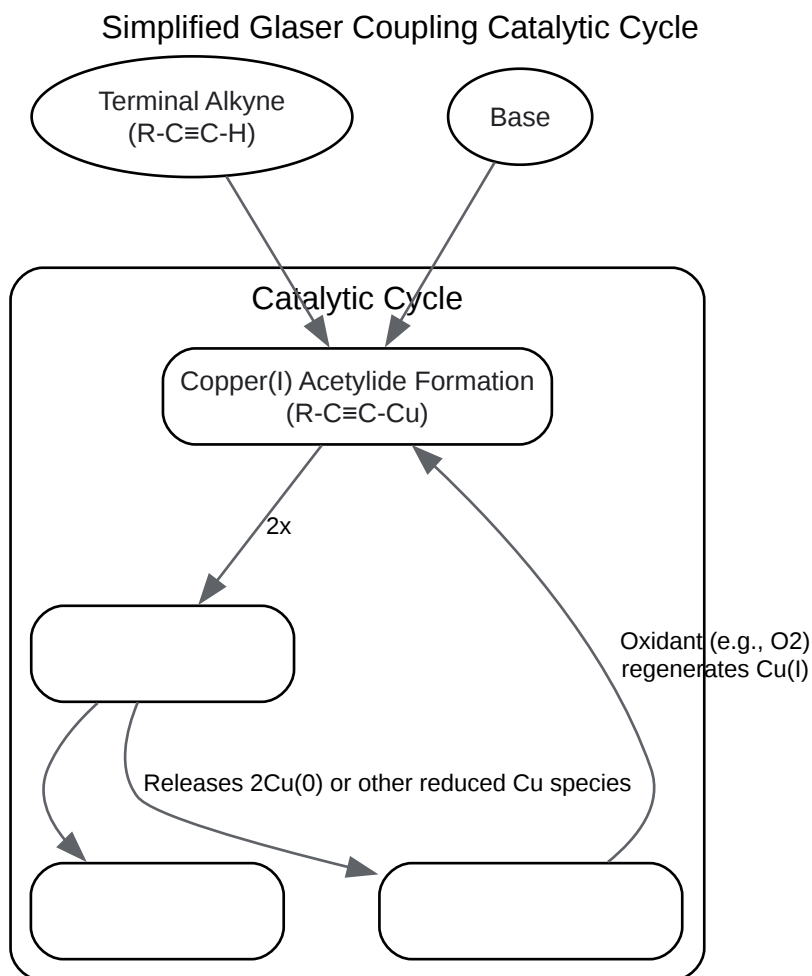 Simplified Glaser Coupling Catalytic Cycle
Terminal Alkyne
(R-C≡C-H)
Base
Catalytic Cycle
Copper(I) Acetylide Formation
(R-C≡C-Cu)
2x
Oxidant (e.g., O2)
regenerates Cu(I)
Releases 2Cu(0) or other reduced Cu species